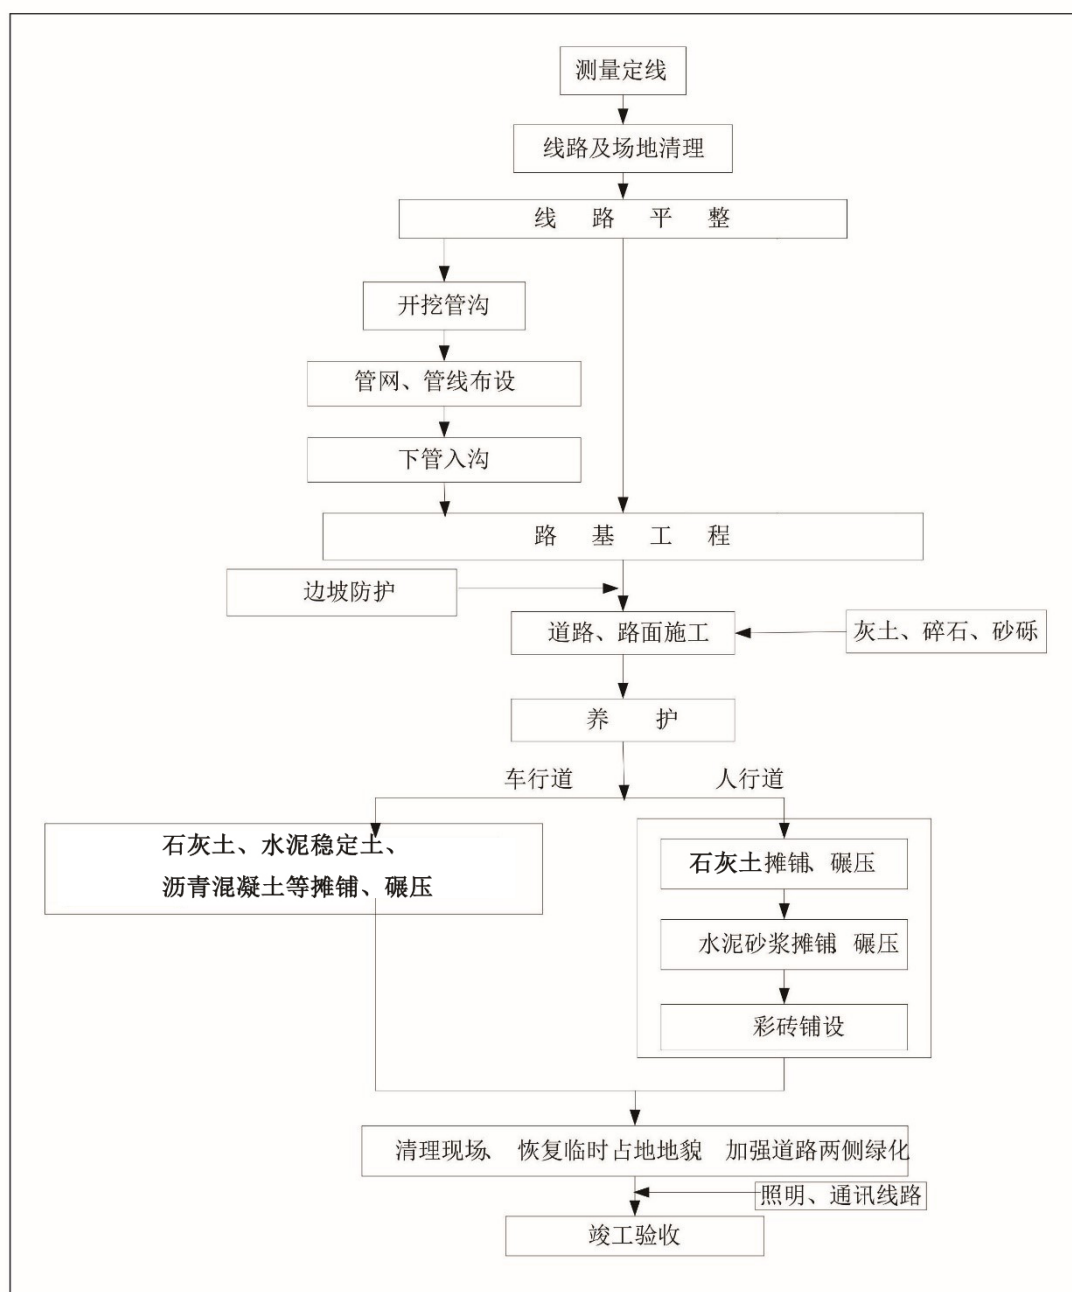 测量定线
线路及场地清理
线 路 平 整
开挖管沟
管网、管线布设
下管入沟
路 基 工 程
边坡防护
道路、路面施工
灰土、碎石、砂砾
养 护
车行道
人行道
石灰土、水泥稳定土、
沥青混凝土等摊铺、碾压
石灰土摊铺、碾压
水泥砂浆摊铺、碾压
彩砖铺设
清理现场、 恢复临时占地地貌 加强道路两侧绿化
照明、通讯线路
竣工验收